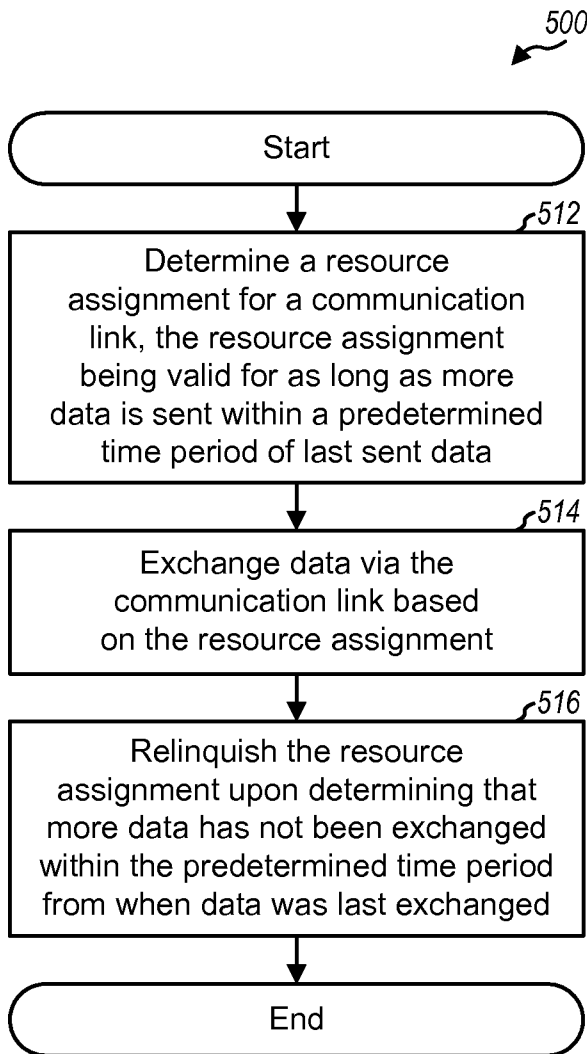 500
Start
512
Determine a resource
assignment for a communication
link, the resource assignment
being valid for as long as more
data is sent within a predetermined
time period of last sent data
514
Exchange data via the
communication link based
on the resource assignment
516
Relinquish the resource
assignment upon determining that
more data has not been exchanged
within the predetermined time period
from when data was last exchanged
End